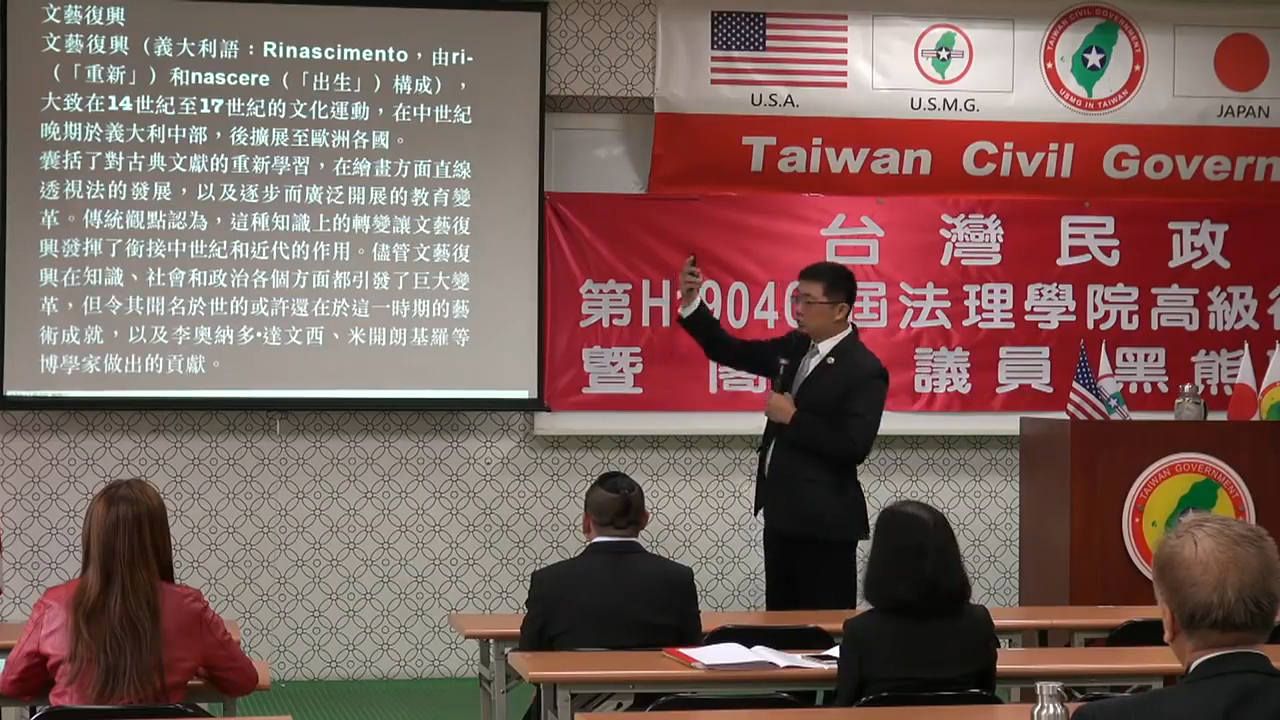 文藝復興
文藝復興（義大利語：Rinascimento，由ri-
（「重新」）和nascere（「出生」）構成），
大致在14世紀至17世紀的文化運動，在中世紀
晚期於義大利中部，後擴展至歐洲各國。
囊括了對古典文獻的重新學習，在繪畫方面直線
透視法的發展，以及逐步而廣泛開展的教育變
革。傳統觀點認為，這種知識上的轉變讓文藝復
興發揮了銜接中世紀和近代的作用。儘管文藝復
興在知識、社會和政治各個方面都引發了巨大變
革，但令其聞名於世的或許還在於這一時期的藝
術成就，以及李奧納多·達文西、米開朗基羅等
博學家做出的貢獻。
U.S.A.
U.S.M.G.
TAIWAN CIVIL GOVERNMENT
USMG IN TAIWAN
JAPAN
Taiwan Civil Govern
台灣民政
第H 9040 屆法理學院高級
暨 議員黑熊
TAIWAN GOVERNMENT